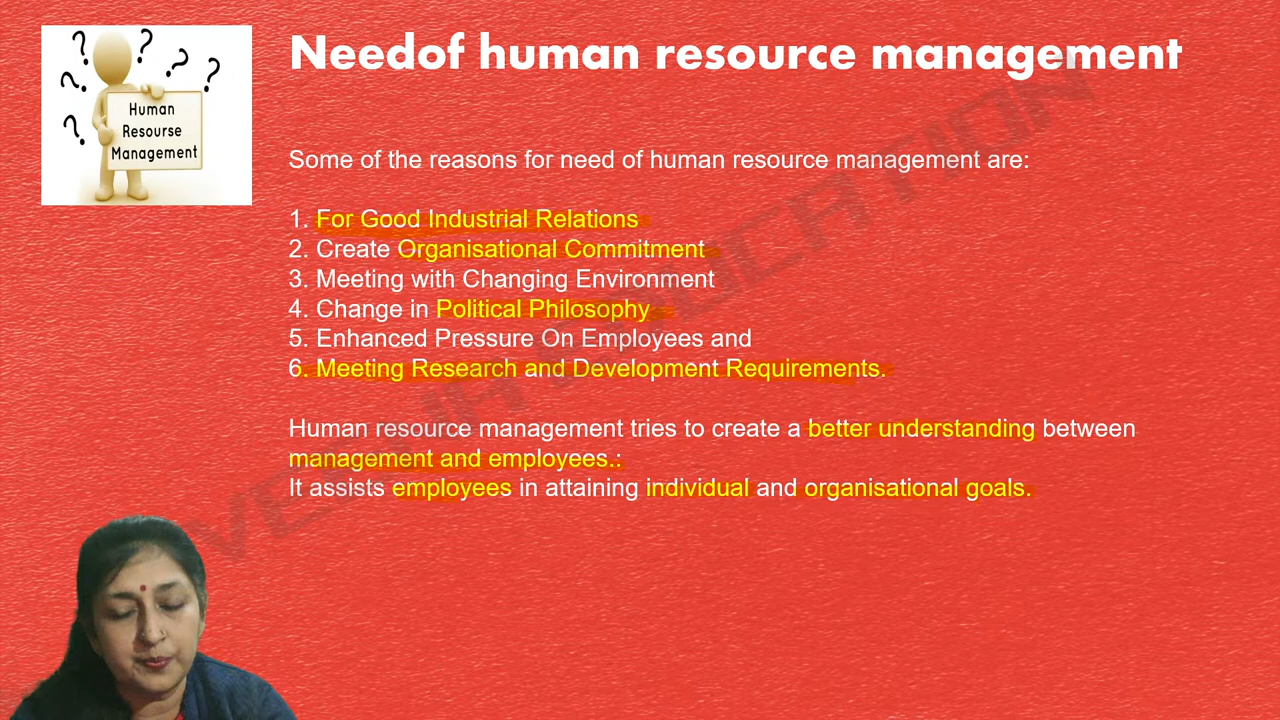 Human
Resourse
Management
Needof human resource management
Some of the reasons for need of human resource management are:
1. For Good Industrial Relations
2. Create Organisational Commitment
3. Meeting with Changing Environment
4. Change in Political Philosophy
5. Enhanced Pressure On Employees and
6. Meeting Research and Development Requirements.
Human resource management tries to create a better understanding between
management and employees.:
It assists employees in attaining individual and organisational goals.